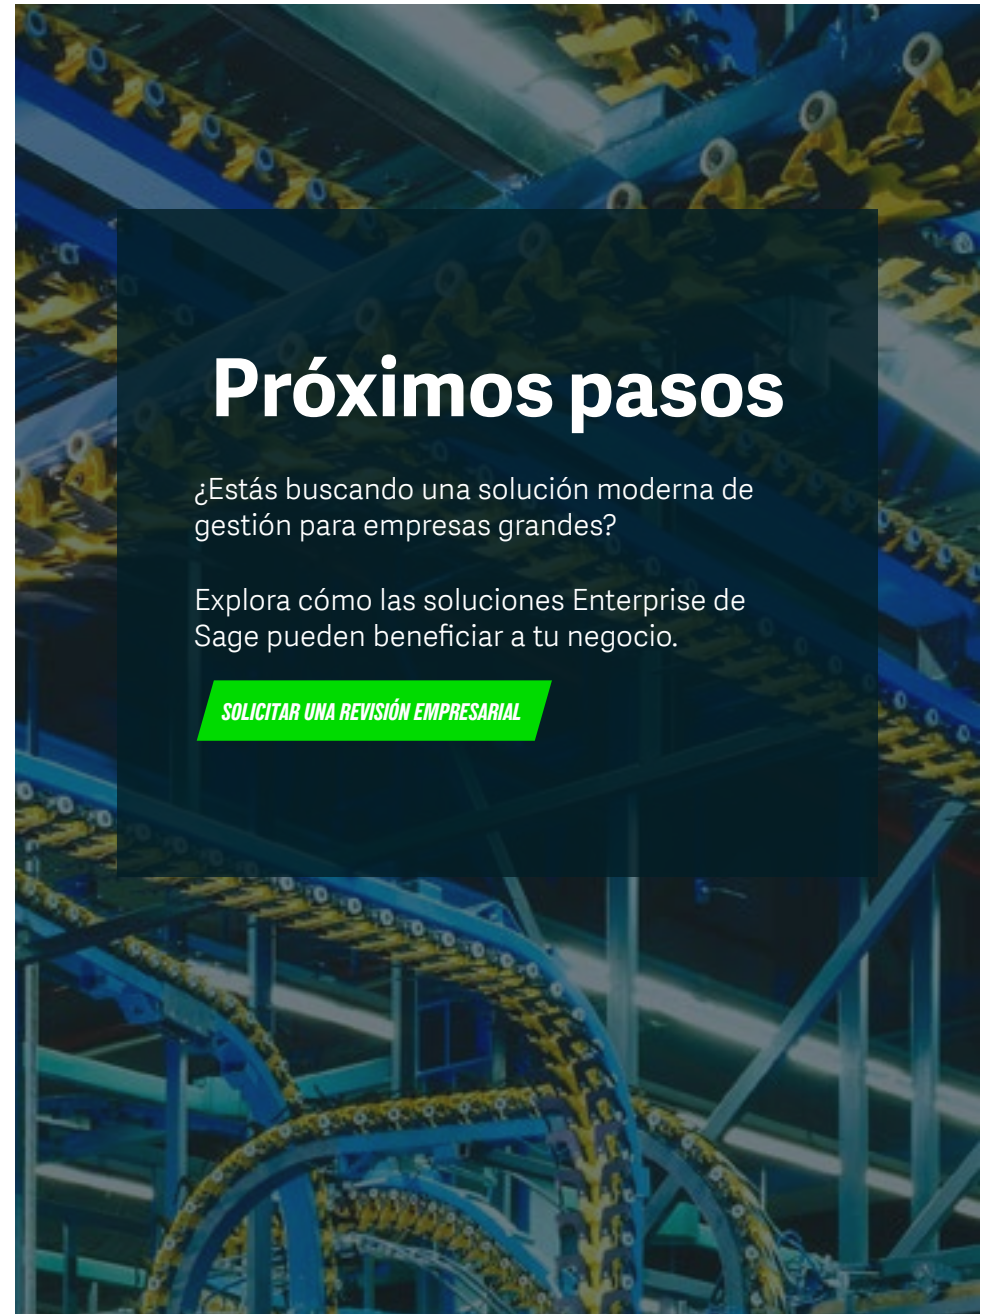 Próximos pasos
¿Estás buscando una solución moderna de
gestión para empresas grandes?
Explora cómo las soluciones Enterprise de
Sage pueden beneficiar a tu negocio.
SOLICITAR UNA REVISIÓN EMPRESARIAL